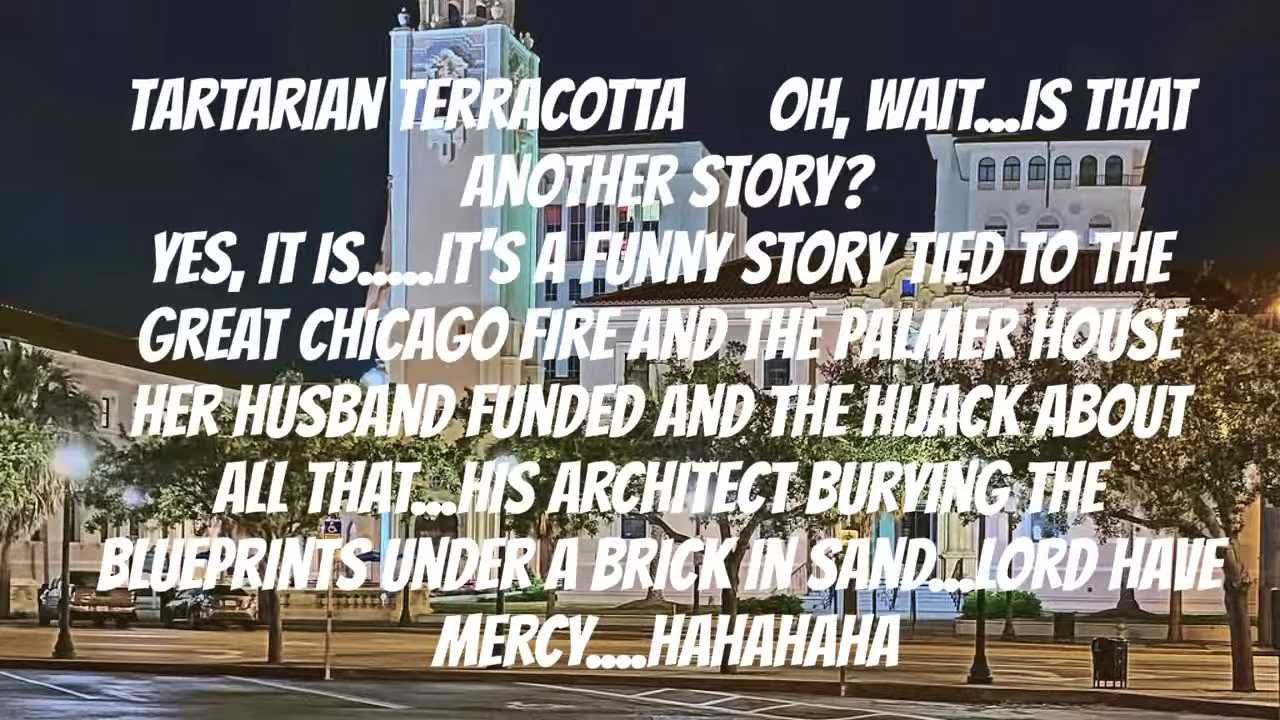 TARTARIAN TERRACOTTA OH, WAIT...IS THAT
ANOTHER STORY?
YES, IT IS.....IT'S A FUNNY STORY TIED TO THE
GREAT CHICAGO FIRE AND THE PALMER HOUSE
HER HUSBAND FUNDED AND THE HIJACK ABOUT
ALL THAT...HIS ARCHITECT BURYING THE
BLUEPRINTS UNDER A BRICK IN SAND...LORD HAVE
MERCY....HAHAHAHA